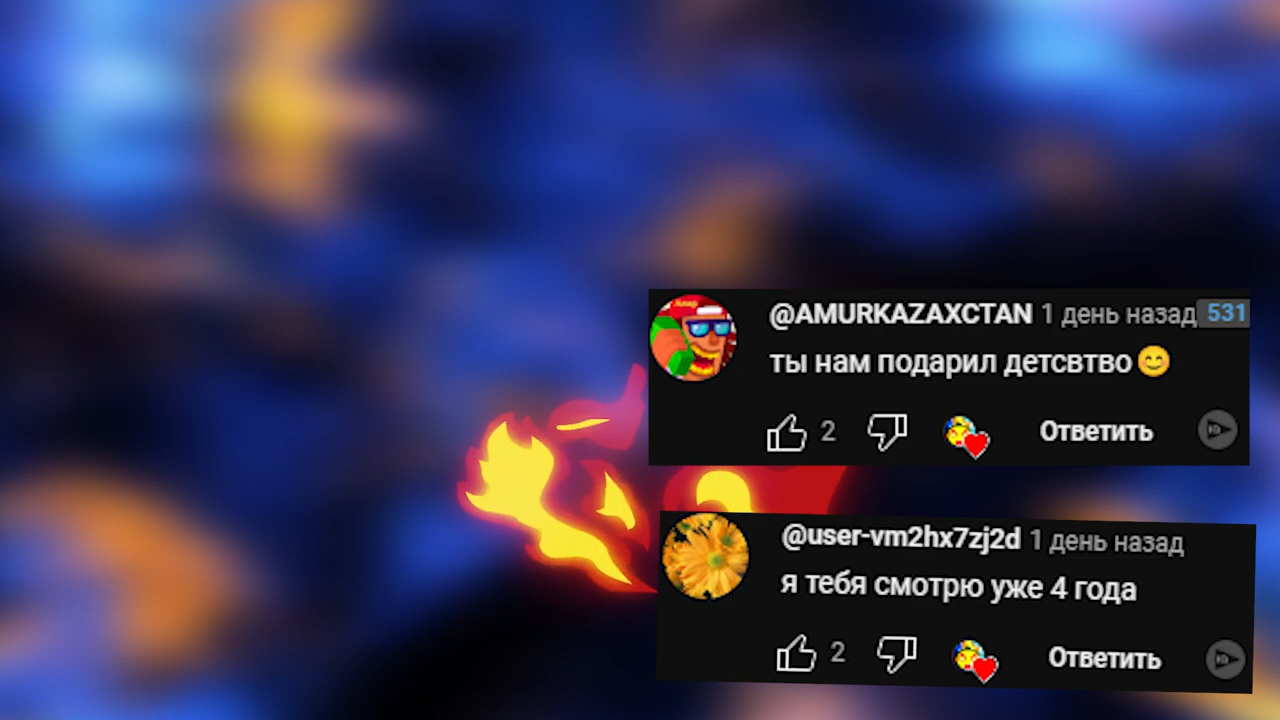 @AMURKAZAXCTAN 1 день назад 531
ты нам подарил детсвтво😊
2 Ответить
@user-vm2hx7zj2d 1 день назад
я тебя смотрю уже 4 года
2 Ответить